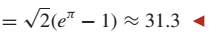 = √2(e^π − 1) ≈ 31.3 ◄